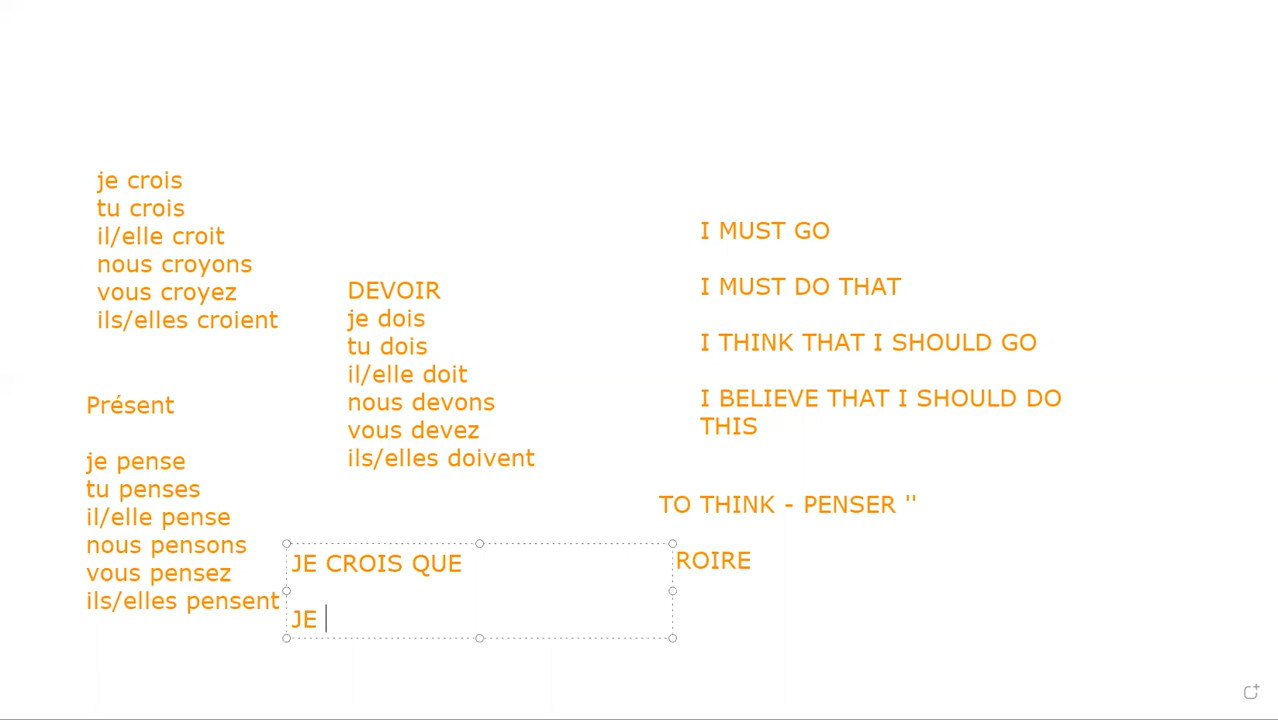 je crois
tu crois
il/elle croit
nous croyons
vous croyez
ils/elles croient
Présent
je pense
tu penses
il/elle pense
nous pensons
vous pensez
ils/elles pensent
DEVOIR
je dois
tu dois
il/elle doit
nous devons
vous devez
ils/elles doivent
JE CROIS QUE
JE
I MUST GO
I MUST DO THAT
I THINK THAT I SHOULD GO
I BELIEVE THAT I SHOULD DO
THIS
TO THINK - PENSER ''
ROIRE